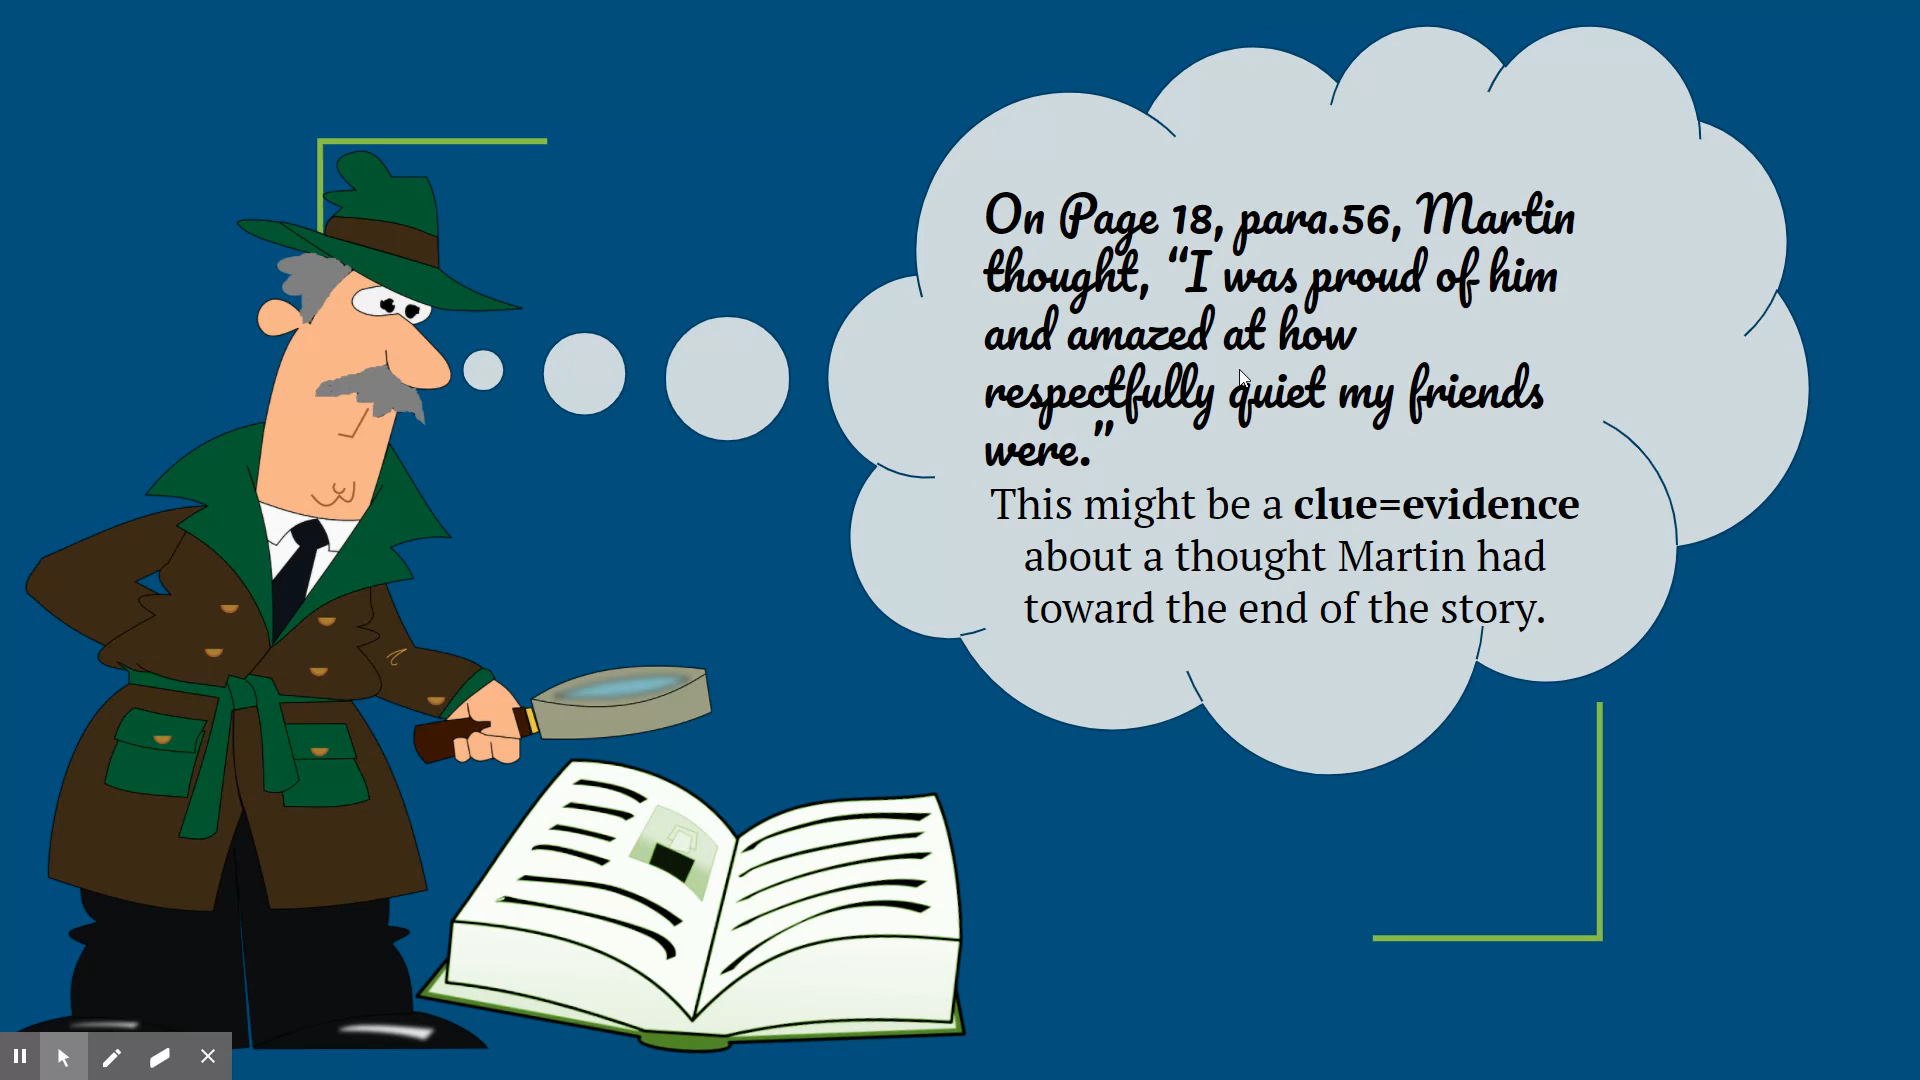 On Page 18, para.56, Martin
thought, “I was proud of him
and amazed at how
respectfully quiet my friends
were.”
This might be a clue=evidence
about a thought Martin had
toward the end of the story.